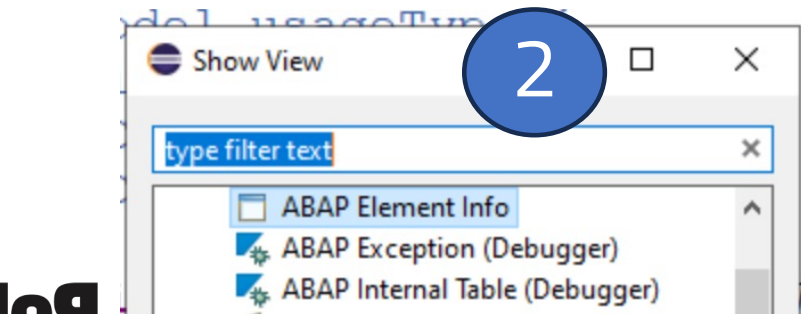 Show View
2
type filter text
ABAP Element Info
ABAP Exception (Debugger)
ABAP Internal Table (Debugger)